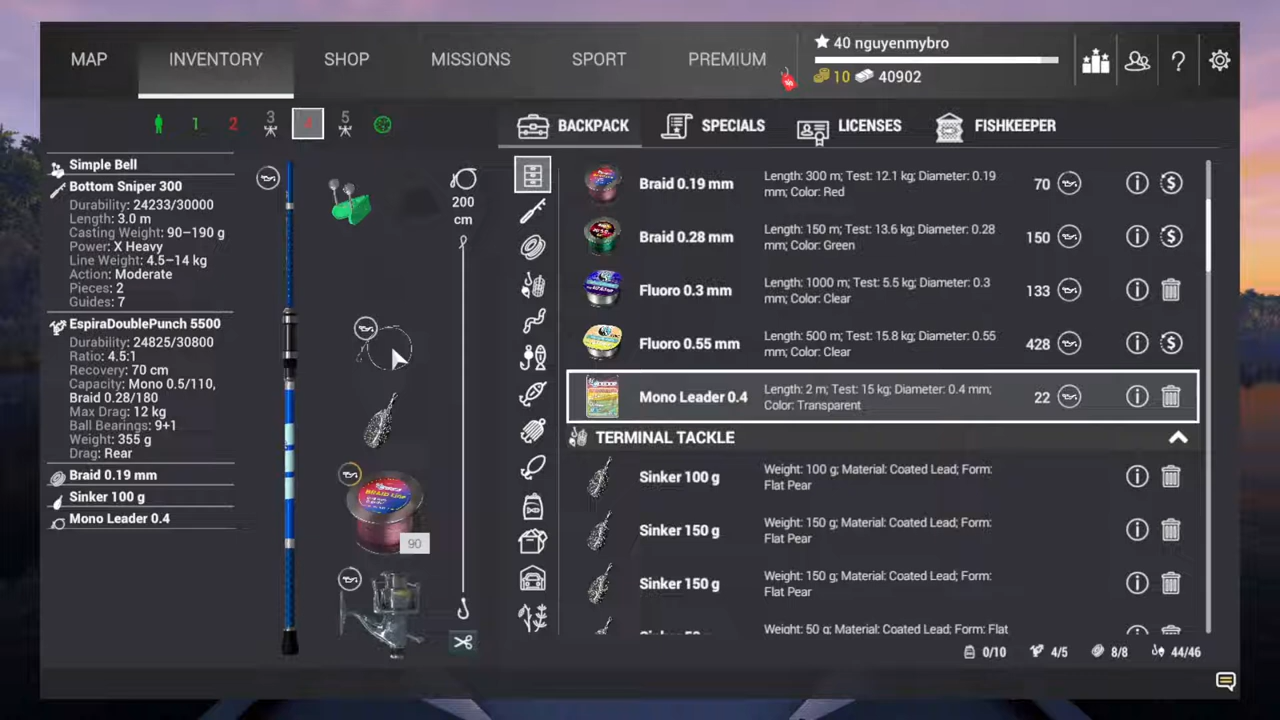 MAP
INVENTORY
SHOP
MISSIONS
SPORT
PREMIUM
40 nguyenmybro
10 40902
1
2
3
5
BACKPACK
SPECIALS
LICENSES
FISHKEEPER
Simple Bell
Bottom Sniper 300
Durability: 24233/30000
Length: 3.0 m
Casting Weight: 90–190 g
Power: X Heavy
Line Weight: 4.5–14 kg
Action: Moderate
Pieces: 2
Guides: 7
EspiraDoublePunch 5500
Durability: 24825/30800
Ratio: 4.5:1
Recovery: 70 cm
Capacity: Mono 0.5/110,
Braid 0.28/180
Max Drag: 12 kg
Ball Bearings: 9+1
Weight: 355 g
Drag: Rear
Braid 0.19 mm
Sinker 100 g
Mono Leader 0.4
200
cm
BRAID LINE
90
Braid 0.19 mm
Length: 300 m; Test: 12.1 kg; Diameter: 0.19
mm; Color: Red
70
Braid 0.28 mm
Length: 150 m; Test: 13.6 kg; Diameter: 0.28
mm; Color: Green
150
Fluoro 0.3 mm
Length: 1000 m; Test: 5.5 kg; Diameter: 0.3
mm; Color: Clear
133
Fluoro 0.55 mm
Length: 500 m; Test: 15.8 kg; Diameter: 0.55
mm; Color: Clear
428
Mono Leader 0.4
Length: 2 m; Test: 15 kg; Diameter: 0.4 mm;
Color: Transparent
22
TERMINAL TACKLE
Sinker 100 g
Weight: 100 g; Material: Coated Lead; Form:
Flat Pear
Sinker 150 g
Weight: 150 g; Material: Coated Lead; Form:
Flat Pear
Sinker 150 g
Weight: 150 g; Material: Coated Lead; Form:
Flat Pear
Weight: 50 g; Material: Coated Lead; Form: Flat
0/10
4/5
8/8
44/46